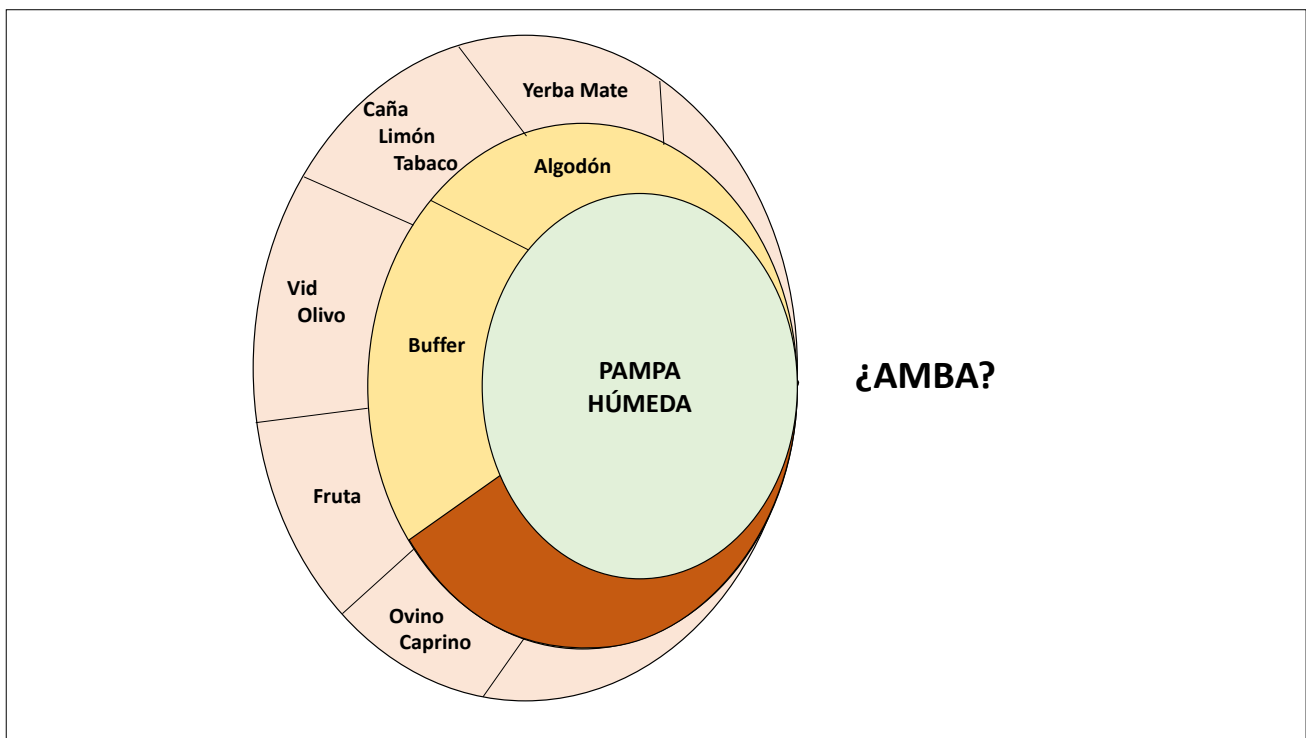 Yerba Mate
Caña
Limón
Tabaco
Algodón
Vid
Olivo
Buffer
PAMPA
HÚMEDA
¿AMBA?
Fruta
Ovino
Caprino